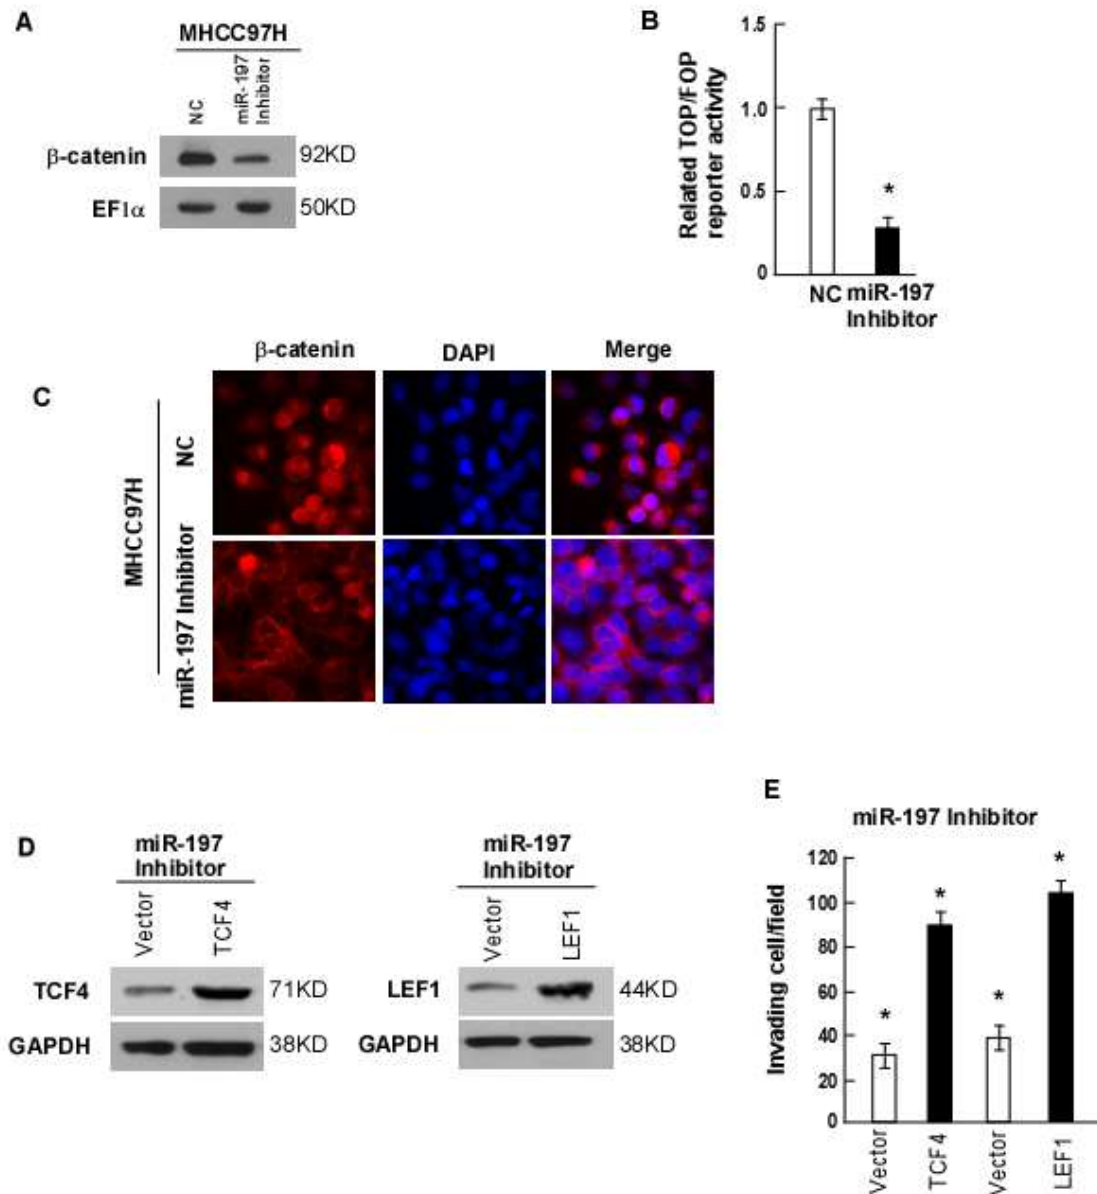 A
MHCC97H
NC
miR-197
Inhibitor
β-catenin
92KD
EF1α
50KD
B
Related TOP/FOP
reporter activity
1.5
1.0
0.5
0
*
NC
miR-197
Inhibitor
C
β-catenin
DAPI
Merge
MHCC97H
NC
miR-197 Inhibitor
D
miR-197
Inhibitor
Vector
TCF4
TCF4
71KD
GAPDH
38KD
miR-197
Inhibitor
Vector
LEF1
LEF1
44KD
GAPDH
38KD
E
miR-197 Inhibitor
Invading cell/field
120
100
80
60
40
20
0
*
*
*
*
Vector
TCF4
Vector
LEF1